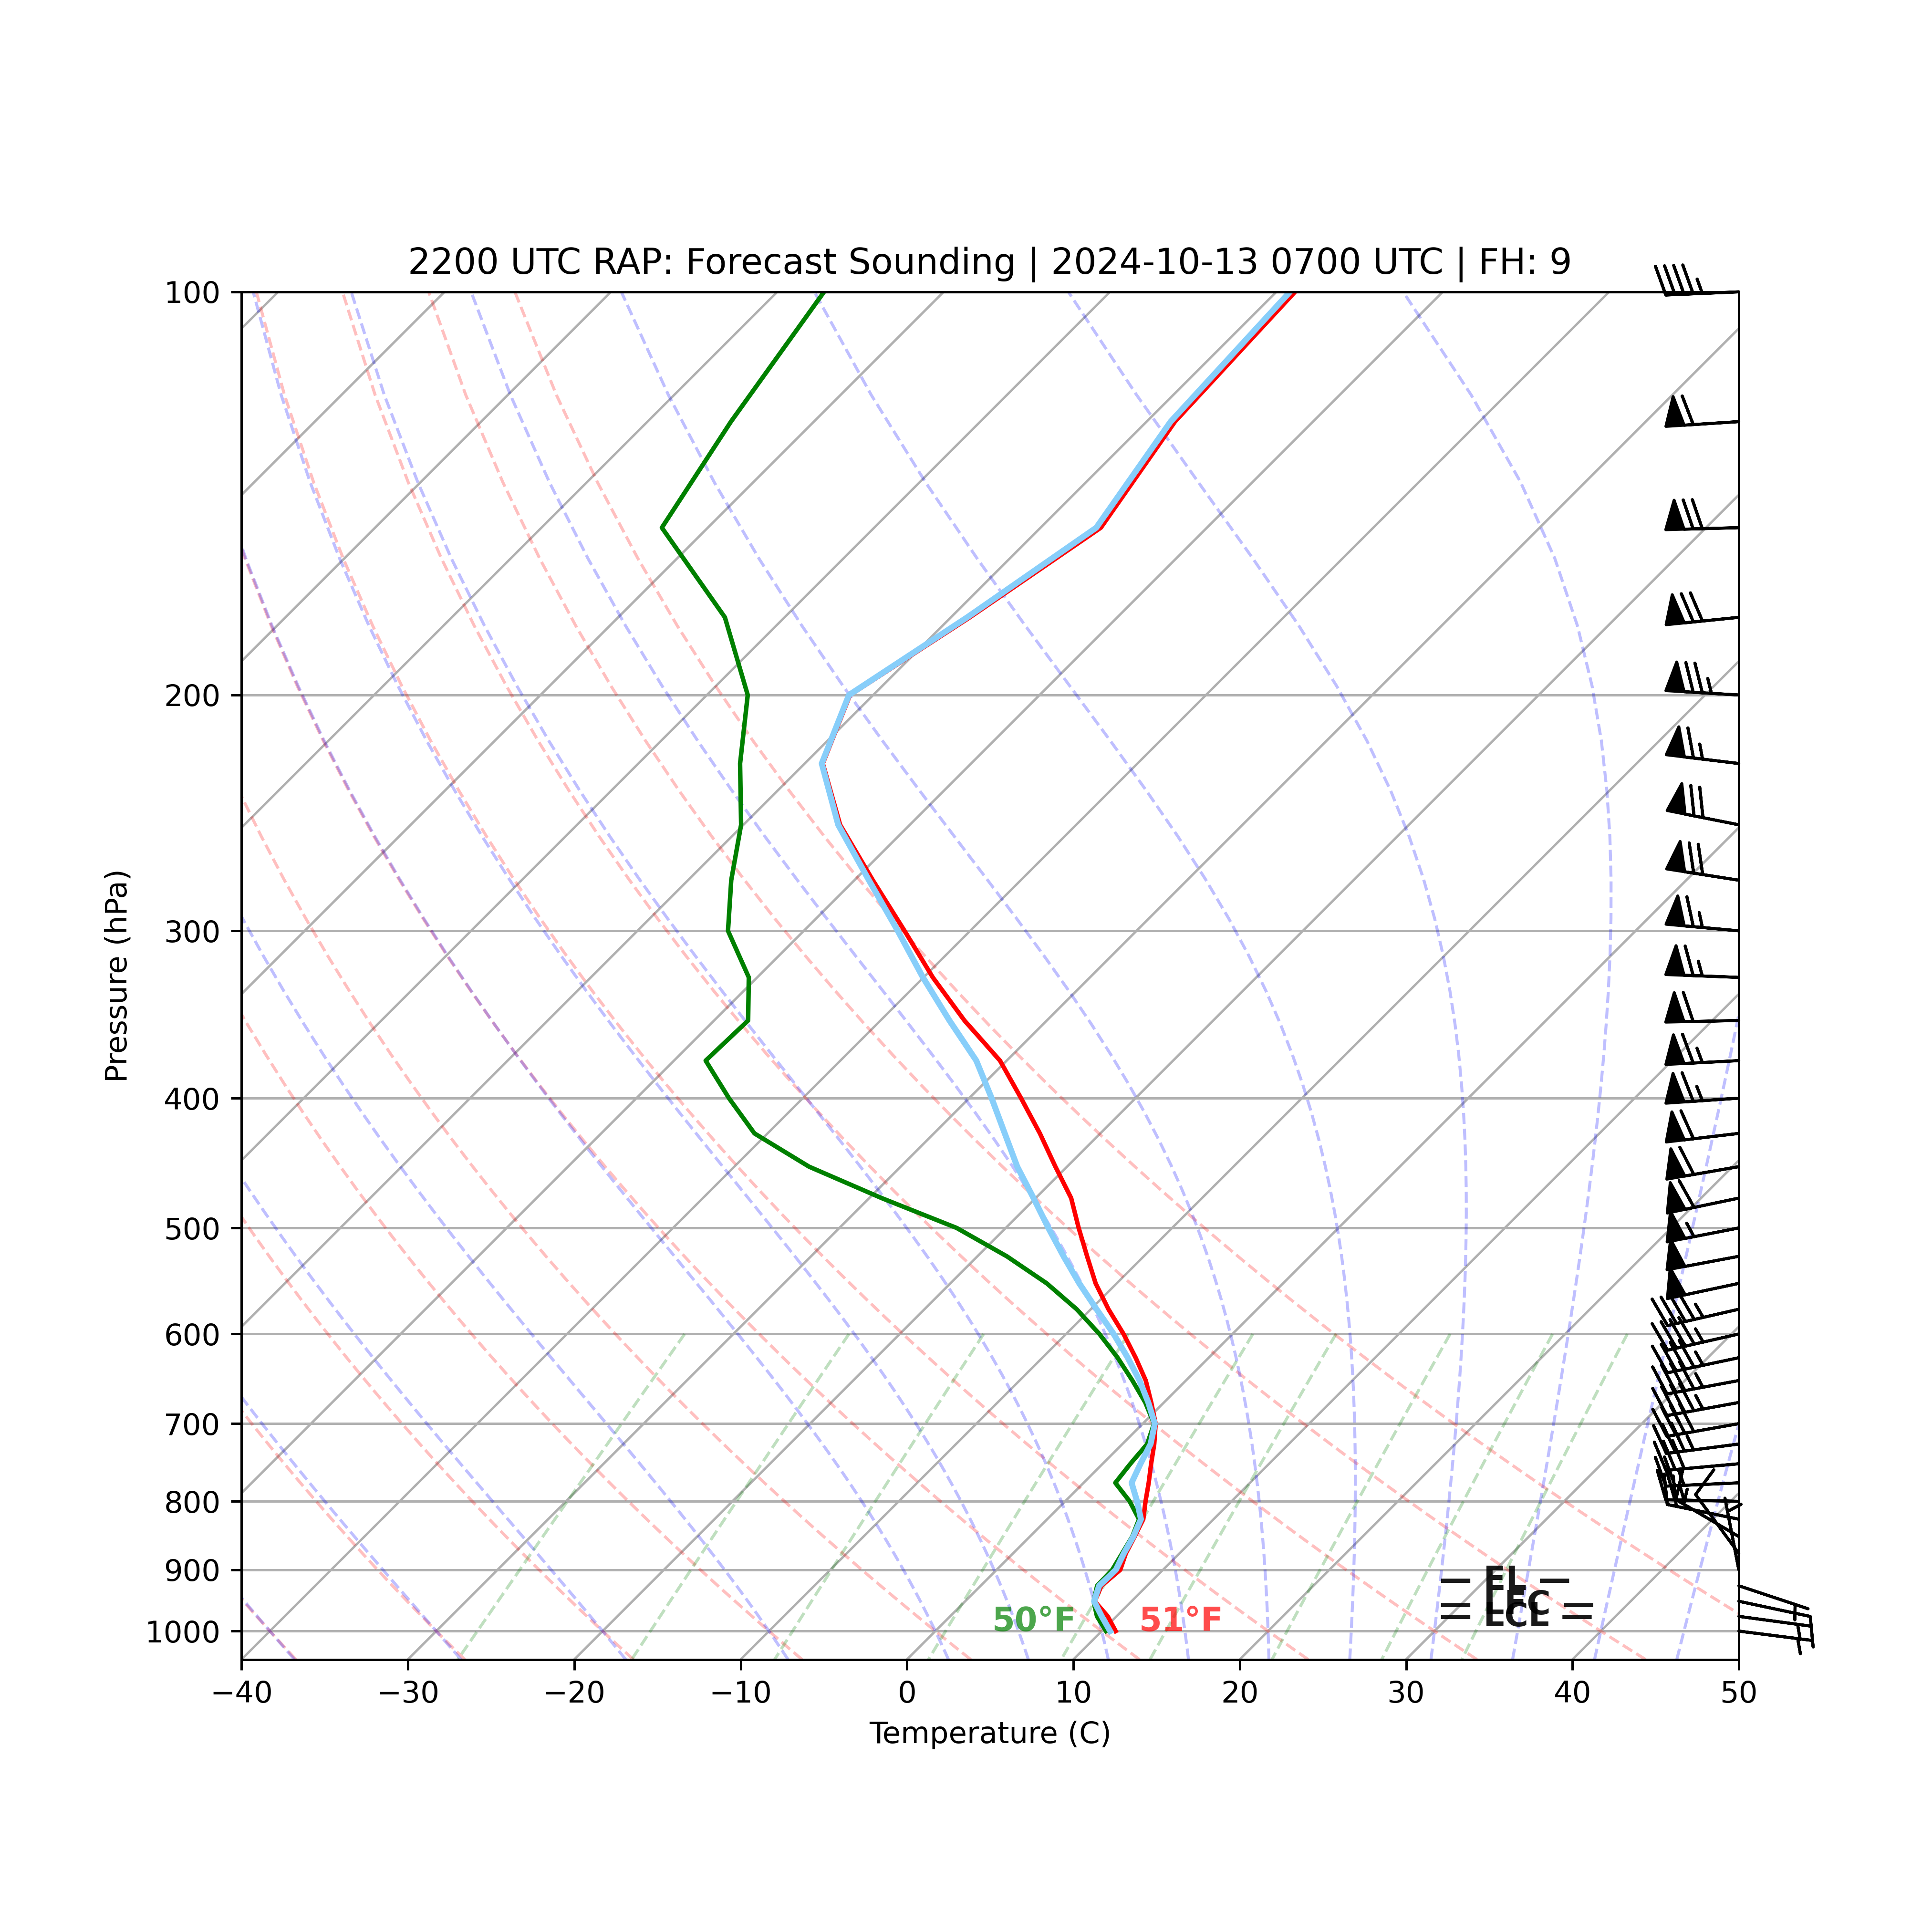 2200 UTC RAP: Forecast Sounding | 2024-10-13 0700 UTC | FH: 9
100
200
300
400
500
600
700
800
900
1000
Pressure (hPa)
— EL —
— LFC —
— LCL —
50°F 51°F
−40 −30 −20 −10 0 10 20 30 40 50
Temperature (C)